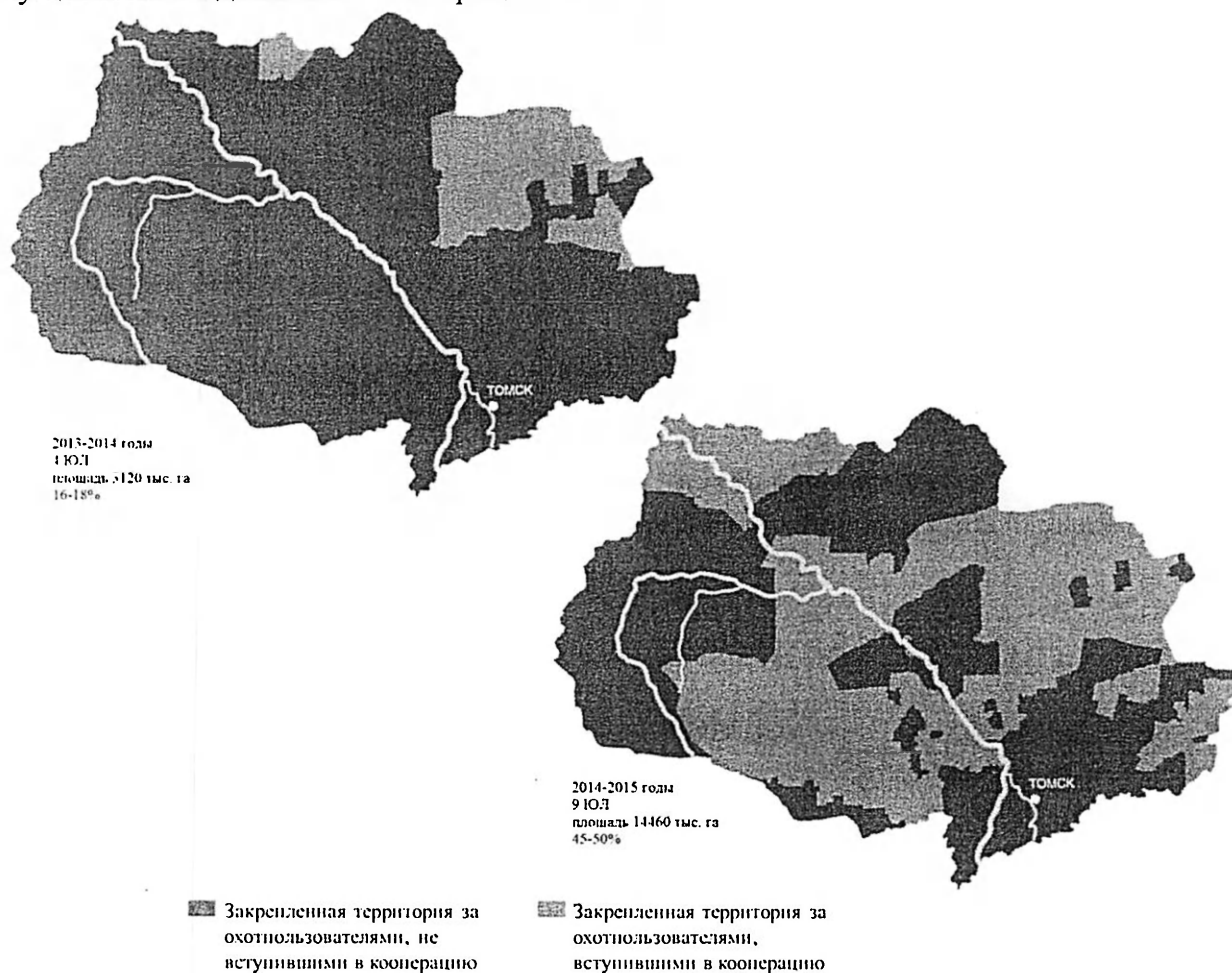 ТОМСК
2013-2014 годы
4 ЮЛ
площадь 5120 тыс. га
16-18%
ТОМСК
2014-2015 годы
9 ЮЛ
площадь 14460 тыс. га
45-50%
Закрепленная территория за
охотпользователями, не
вступившими в кооперацию
Закрепленная территория за
охотпользователями,
вступившими в кооперацию